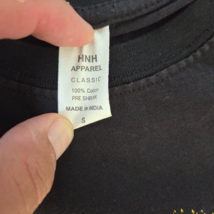 HNH
APPAREL
CLASSIC
100% Cotton
PRE SHRUNK
MADE IN INDIA
S